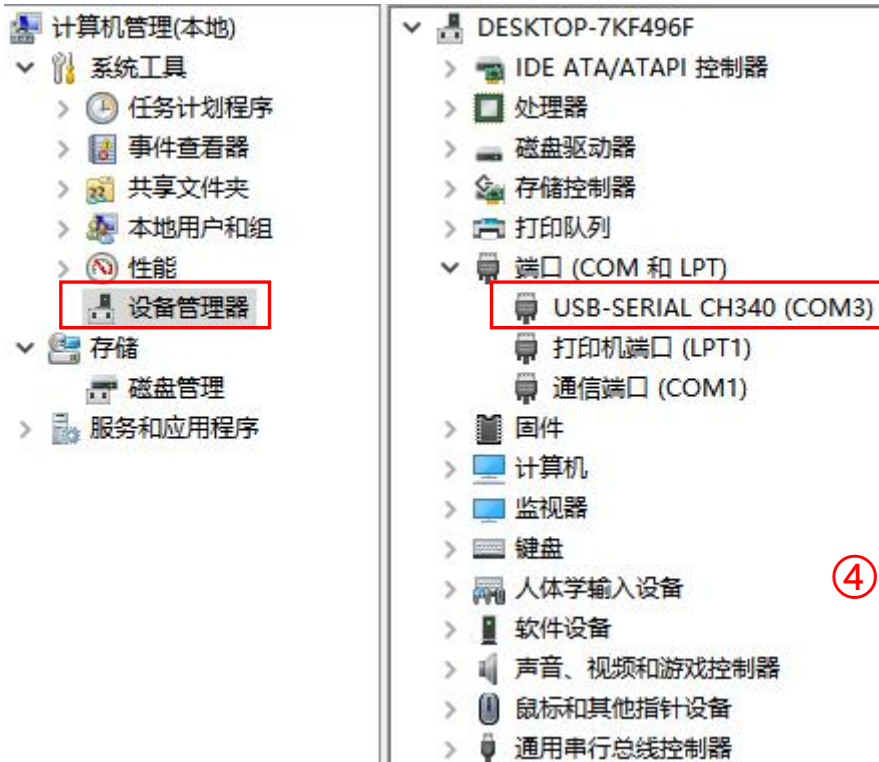 计算机管理(本地)
系统工具
任务计划程序
事件查看器
共享文件夹
本地用户和组
性能
设备管理器
存储
磁盘管理
服务和应用程序
DESKTOP-7KF496F
IDE ATA/ATAPI 控制器
处理器
磁盘驱动器
存储控制器
打印队列
端口 (COM 和 LPT)
USB-SERIAL CH340 (COM3)
打印机端口 (LPT1)
通信端口 (COM1)
固件
计算机
监视器
键盘
人体学输入设备
④
软件设备
声音、视频和游戏控制器
鼠标和其他指针设备
通用串行总线控制器